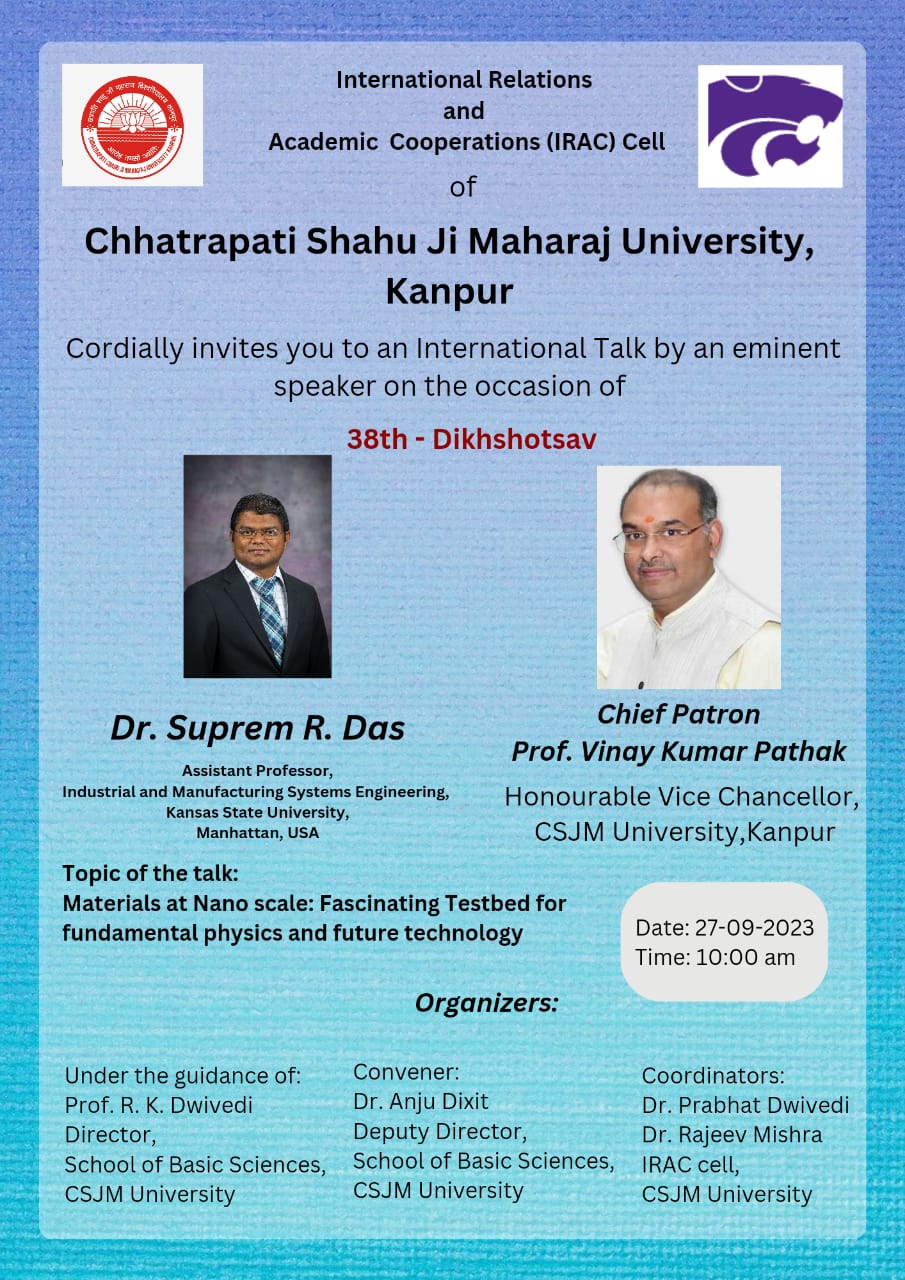 International Relations
and
Academic Cooperations (IRAC) Cell
of
Chhatrapati Shahu Ji Maharaj University,
Kanpur
Cordially invites you to an International Talk by an eminent
speaker on the occasion of
38th - Dikhshotsav
Dr. Suprem R. Das
Assistant Professor,
Industrial and Manufacturing Systems Engineering,
Kansas State University,
Manhattan, USA
Chief Patron
Prof. Vinay Kumar Pathak
Honourable Vice Chancellor,
CSJM University,Kanpur
Topic of the talk:
Materials at Nano scale: Fascinating Testbed for
fundamental physics and future technology
Date: 27-09-2023
Time: 10:00 am
Organizers:
Under the guidance of:
Prof. R. K. Dwivedi
Director,
School of Basic Sciences,
CSJM University
Convener:
Dr. Anju Dixit
Deputy Director,
School of Basic Sciences,
CSJM University
Coordinators:
Dr. Prabhat Dwivedi
Dr. Rajeev Mishra
IRAC cell,
CSJM University